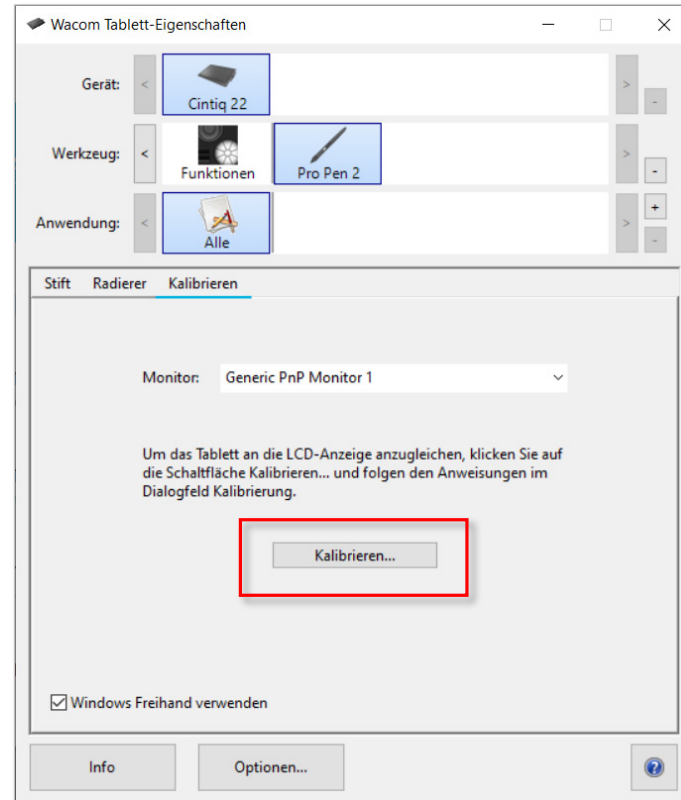 Wacom Tablett-Eigenschaften
Gerät:
Cintiq 22
Werkzeug:
Funktionen
Pro Pen 2
Anwendung:
Alle
Stift Radierer Kalibrieren
Monitor: Generic PnP Monitor 1
Um das Tablett an die LCD-Anzeige anzugleichen, klicken Sie auf
die Schaltfläche Kalibrieren... und folgen den Anweisungen im
Dialogfeld Kalibrierung.
Kalibrieren...
Windows Freihand verwenden
Info Optionen...